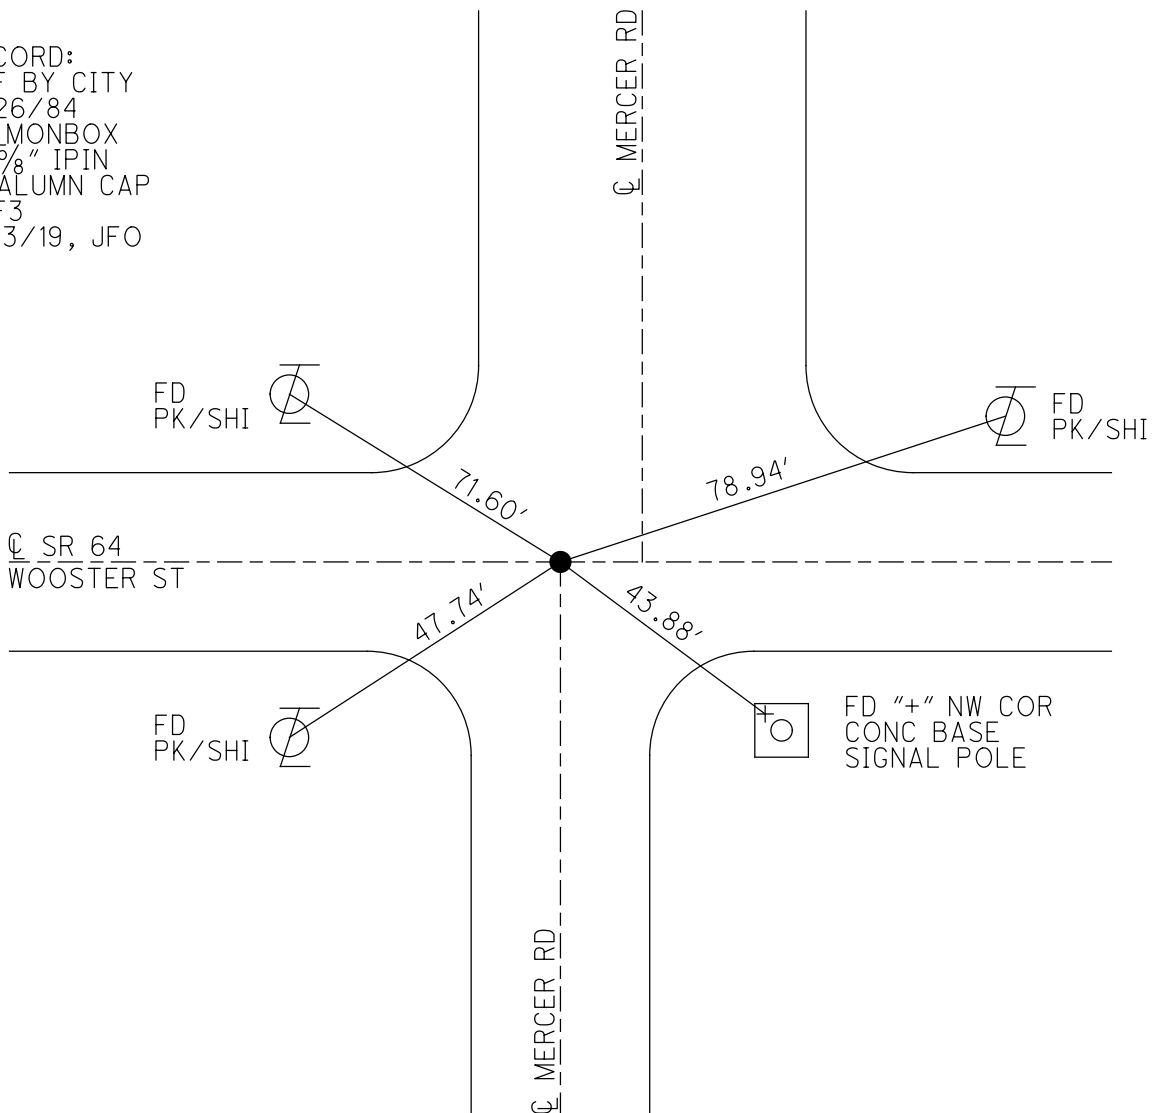 CORD:
F BY CITY
26/84
MONBOX
5/8" IPIN
ALUMN CAP
F3
3/19, JFO
℄ MERCER RD
FD
PK/SHI
FD
PK/SHI
71.60'
78.94'
℄ SR 64
WOOSTER ST
47.74'
43.88'
FD
PK/SHI
FD "+" NW COR
CONC BASE
SIGNAL POLE
℄ MERCER RD